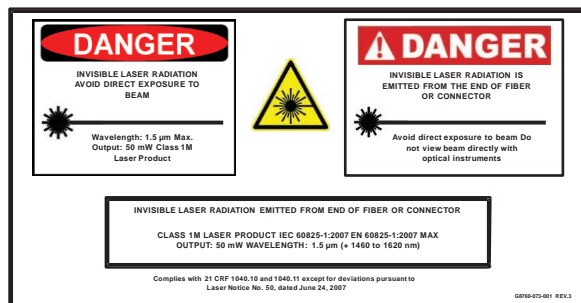 DANGER
INVISIBLE LASER RADIATION
AVOID DIRECT EXPOSURE TO
BEAM
Wavelength: 1.5 µm Max.
Output: 50 mW Class 1M
Laser Product
DANGER
INVISIBLE LASER RADIATION IS
EMITTED FROM THE END OF FIBER
OR CONNECTOR
Avoid direct exposure to beam Do
not view beam directly with
optical instruments
INVISIBLE LASER RADIATION EMITTED FROM END OF FIBER OR CONNECTOR
CLASS 1M LASER PRODUCT IEC 60825-1:2007 EN 60825-1:2007 MAX
OUTPUT: 50 mW WAVELENGTH: 1.5 µm (+ 1460 to 1620 nm)
Complies with 21 CRF 1040.10 and 1040.11 except for deviations pursuant to
Laser Notice No. 50, dated June 24, 2007
G8760-073-001 REV.3